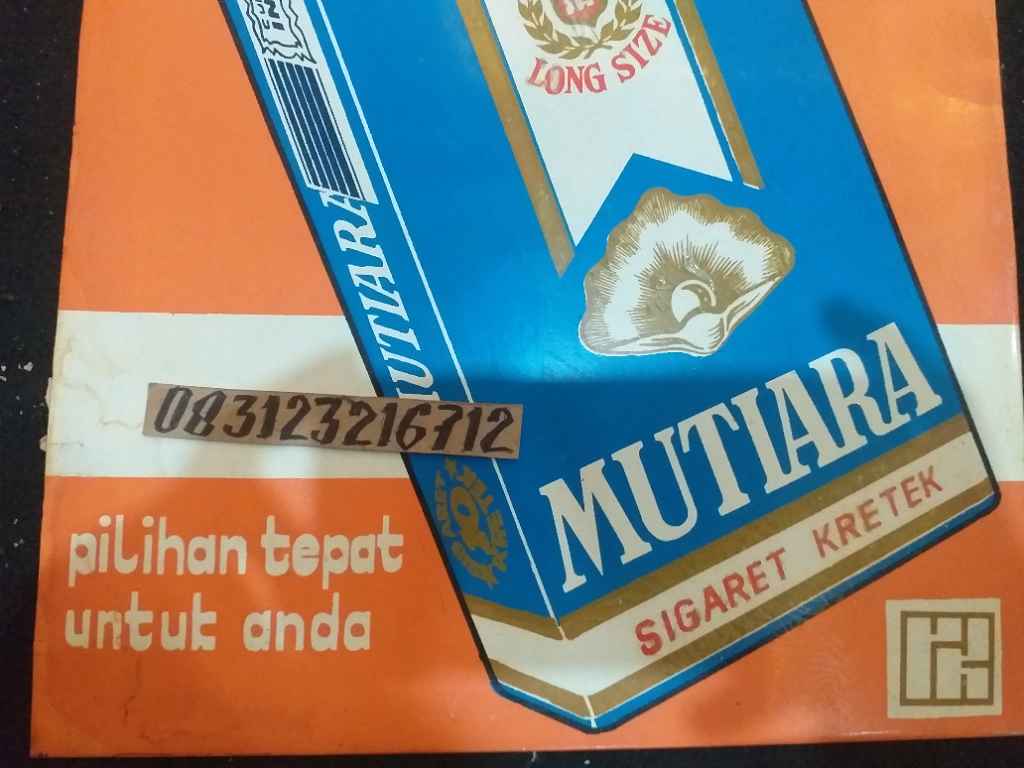 LONG SIZE
MUTIARA
083123216712
MUTIARA
SIGARET KRETEK
pilihan tepat
untuk anda